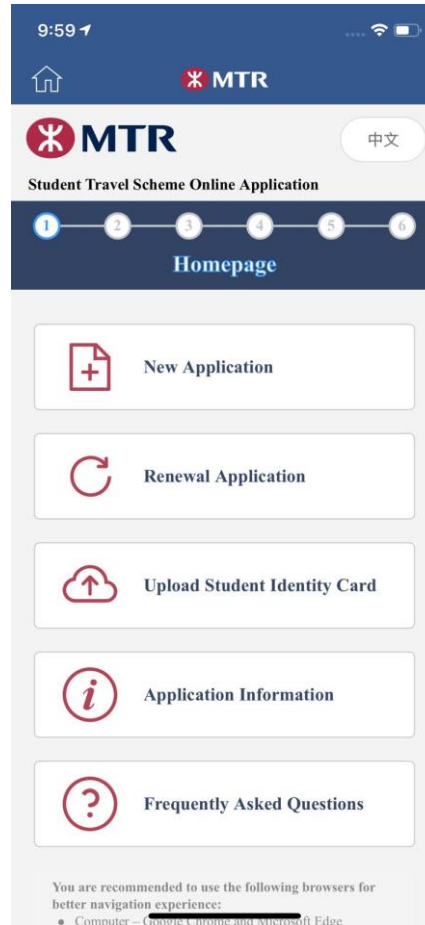 9:59
MTR
MTR
中文
Student Travel Scheme Online Application
1 2 3 4 5 6
Homepage
New Application
Renewal Application
Upload Student Identity Card
Application Information
Frequently Asked Questions
You are recommended to use the following browsers for
better navigation experience:
• Computer – Google Chrome and Microsoft Edge